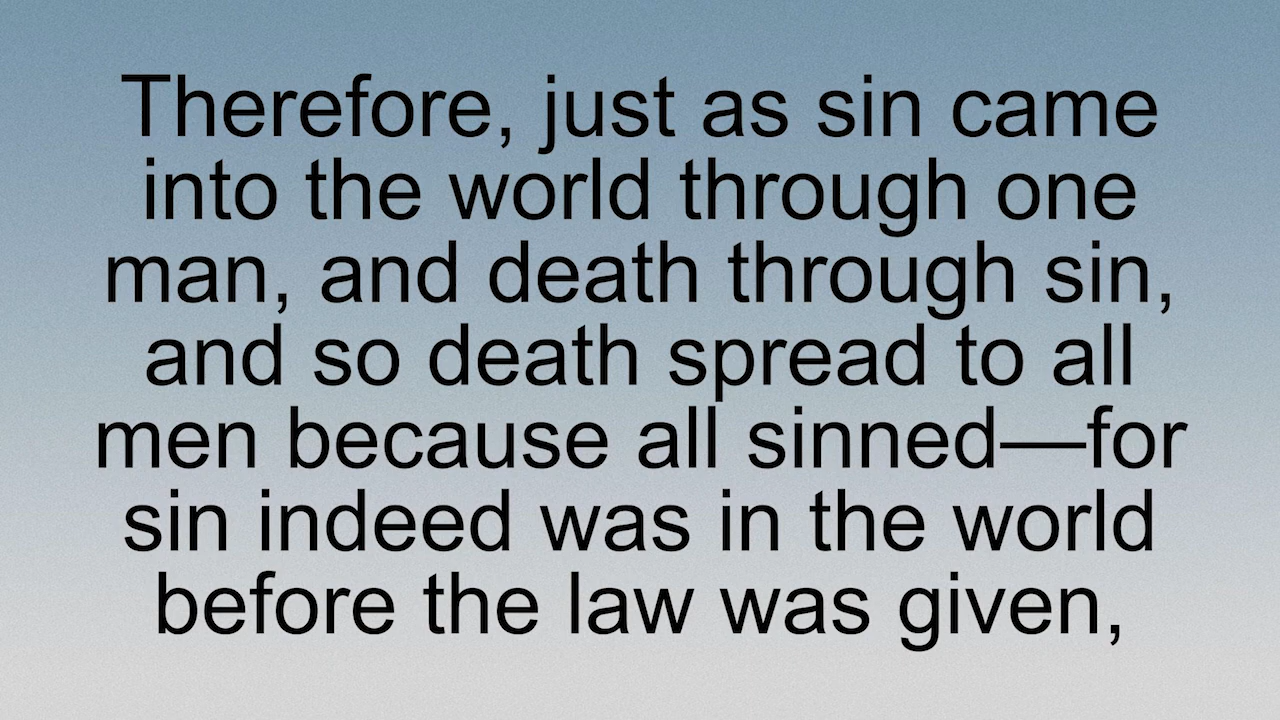 Therefore, just as sin came
into the world through one
man, and death through sin,
and so death spread to all
men because all sinned—for
sin indeed was in the world
before the law was given,